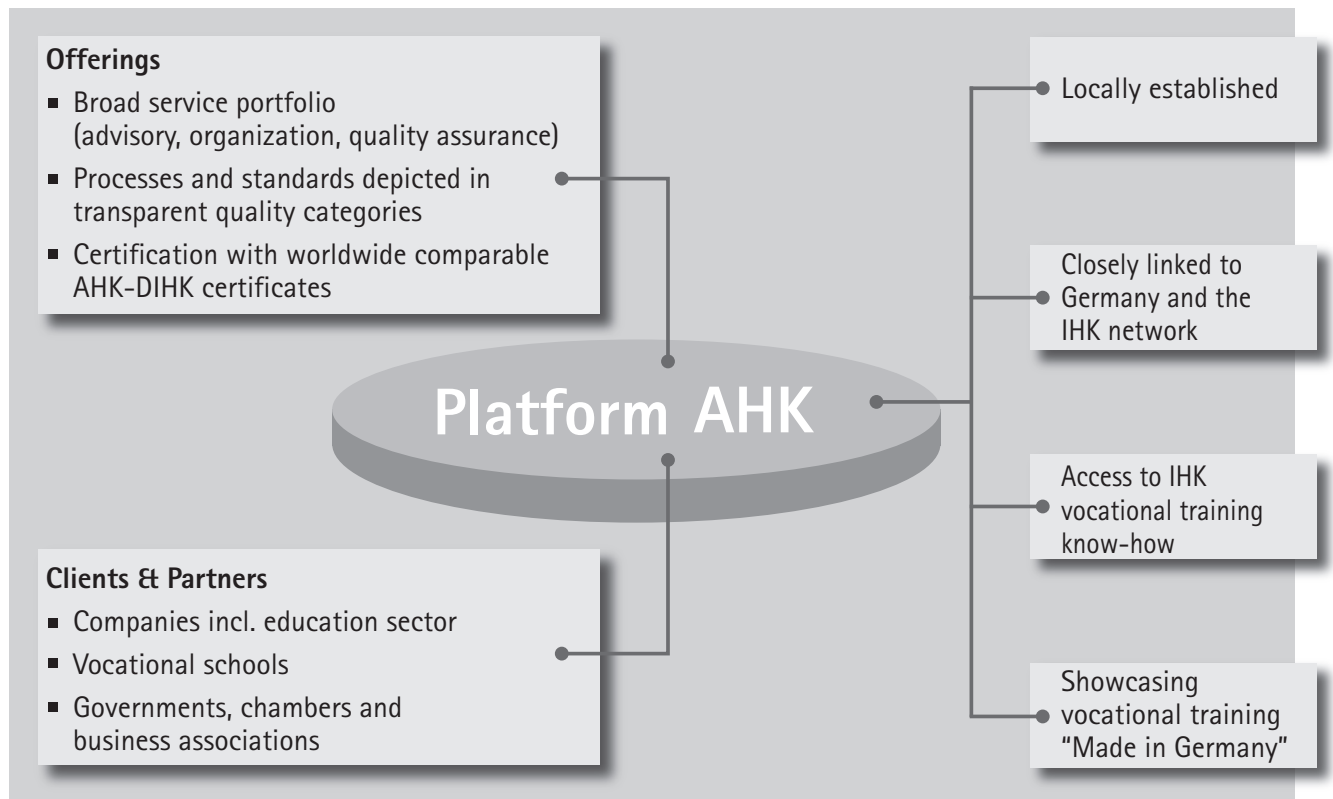 Offerings
▪ Broad service portfolio
(advisory, organization, quality assurance)
▪ Processes and standards depicted in
transparent quality categories
▪ Certification with worldwide comparable
AHK-DIHK certificates
Platform AHK
Clients & Partners
▪ Companies incl. education sector
▪ Vocational schools
▪ Governments, chambers and
business associations
Locally established
Closely linked to
Germany and the
IHK network
Access to IHK
vocational training
know-how
Showcasing
vocational training
“Made in Germany”